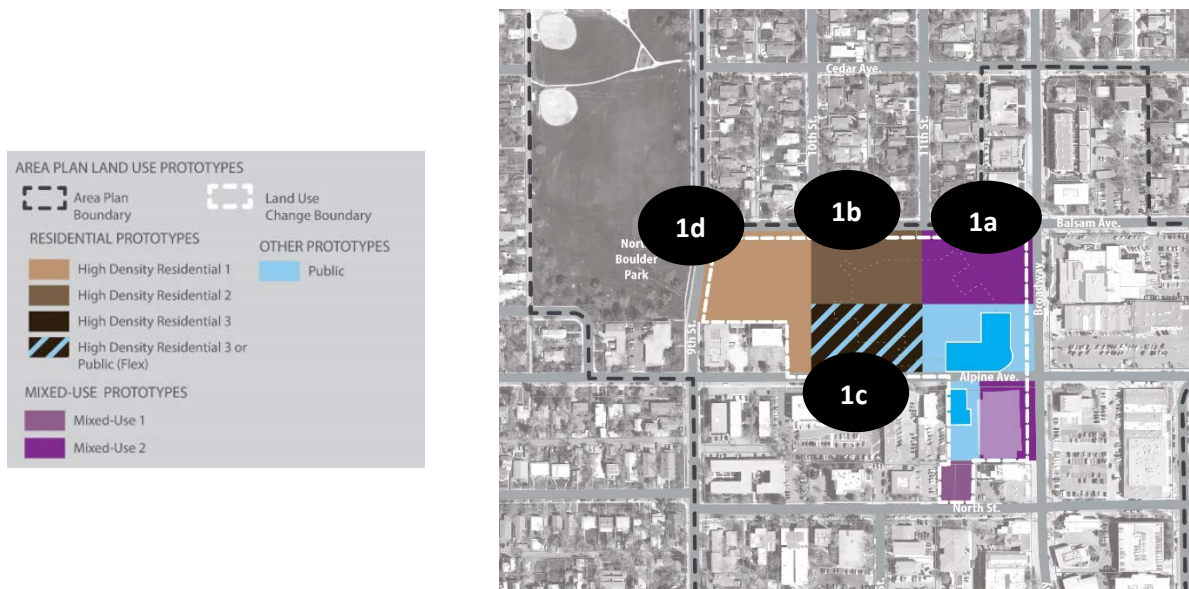 AREA PLAN LAND USE PROTOTYPES
Area Plan
Boundary
Land Use
Change Boundary
RESIDENTIAL PROTOTYPES
High Density Residential 1
High Density Residential 2
High Density Residential 3
High Density Residential 3 or
Public (Flex)
OTHER PROTOTYPES
Public
MIXED-USE PROTOTYPES
Mixed-Use 1
Mixed-Use 2
Cedar Ave.
10th St.
11th St.
1d
1b
1a
Balsam Ave.
North
Boulder
Park
Broadway
9th St.
Alpine Ave.
1c
North St.